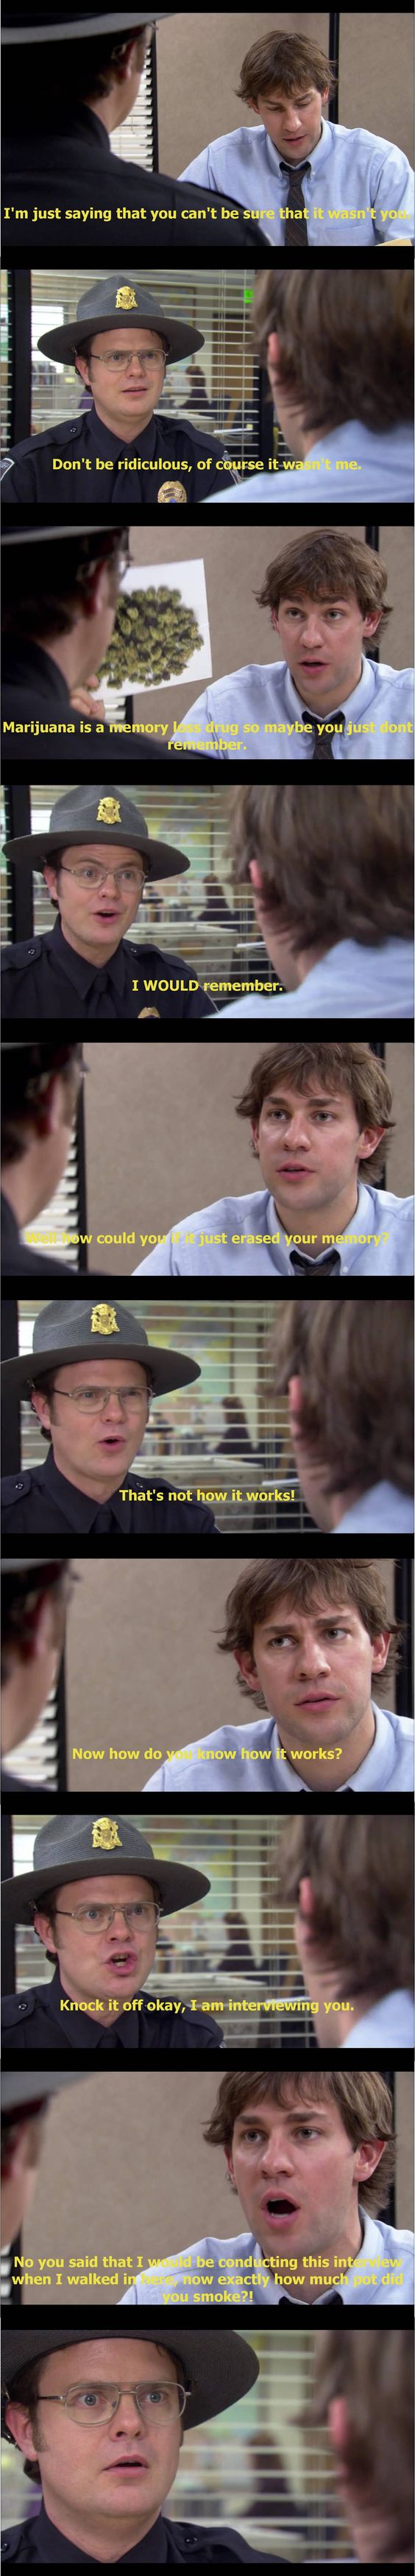 I'm just saying that you can't be sure that it wasn't you.
Don't be ridiculous, of course it wasn't me.
Marijuana is a memory loss drug so maybe you just dont
remember.
I WOULD remember.
Well how could you if it just erased your memory?
That's not how it works!
Now how do you know how it works?
Knock it off okay, I am interviewing you.
No you said that I would be conducting this interview
when I walked in here, now exactly how much pot did
you smoke?!